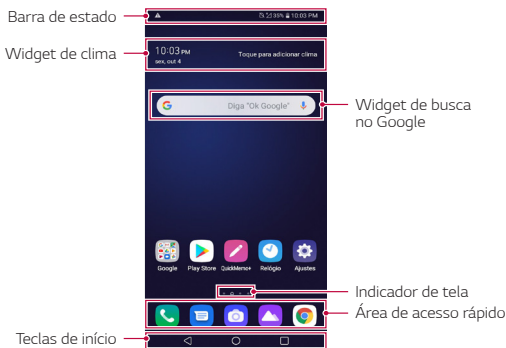 Barra de estado
39% 10:03 PM
Widget de clima
10:03 PM
sex, out 4
Toque para adicionar clima
G
Diga "Ok Google"
Widget de busca
no Google
Google Play Store QuickMemo+ Relógio Ajustes
Indicador de tela
Área de acesso rápido
Teclas de início